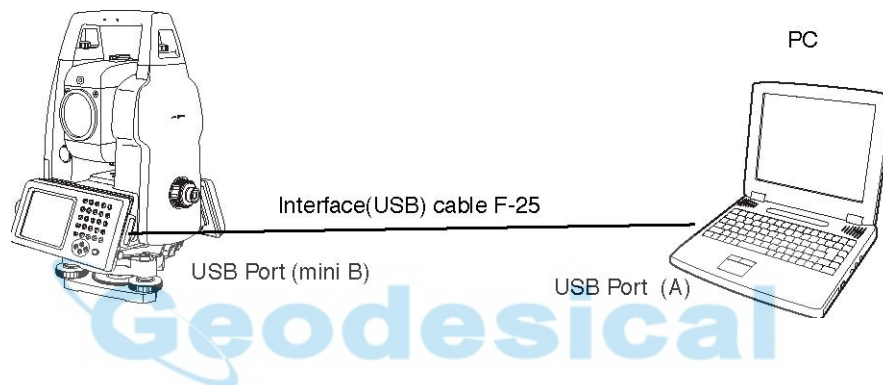 PC
Interface(USB) cable F-25
USB Port (mini B)
USB Port (A)
Geodesical